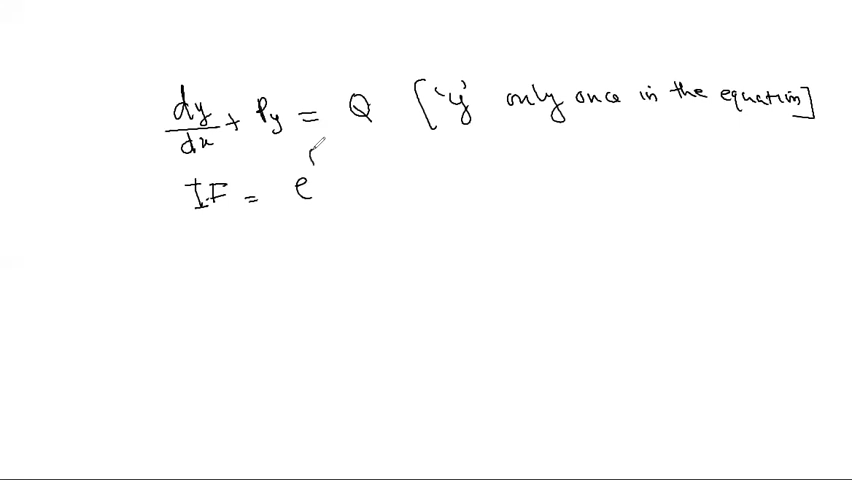 dy/dx + Py = Q ['y' only once in the equation]
I.F = e